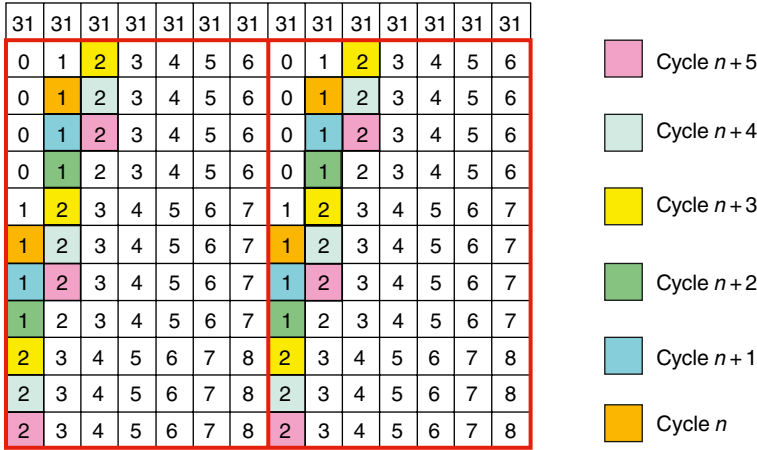 31 31 31 31 31 31 31 31 31 31 31 31
0 1 2 3 4 5 6 0 1 2 3 4 5 6 Cycle n + 5
0 1 2 3 4 5 6 0 1 2 3 4 5 6
0 1 2 3 4 5 6 0 1 2 3 4 5 6 Cycle n + 4
0 1 2 3 4 5 6 0 1 2 3 4 5 6
1 2 3 4 5 6 7 1 2 3 4 5 6 7 Cycle n + 3
1 2 3 4 5 6 7 1 2 3 4 5 6 7
1 2 3 4 5 6 7 1 2 3 4 5 6 7 Cycle n + 2
1 2 3 4 5 6 7 1 2 3 4 5 6 7
2 3 4 5 6 7 8 2 3 4 5 6 7 8 Cycle n + 1
2 3 4 5 6 7 8 2 3 4 5 6 7 8
2 3 4 5 6 7 8 2 3 4 5 6 7 8 Cycle n